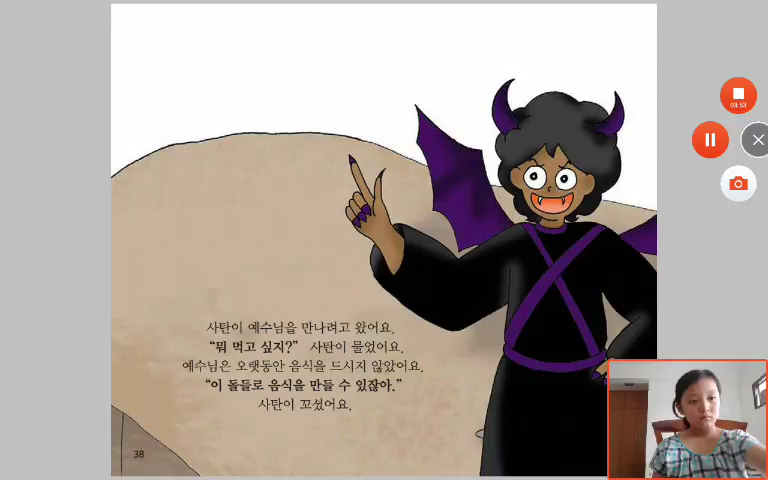 03:53
사탄이 예수님을 만나려고 왔어요.
“뭐 먹고 싶지?” 사탄이 물었어요.
예수님은 오랫동안 음식을 드시지 않았어요.
“이 돌들로 음식을 만들 수 있잖아.”
사탄이 꼬셨어요.
38